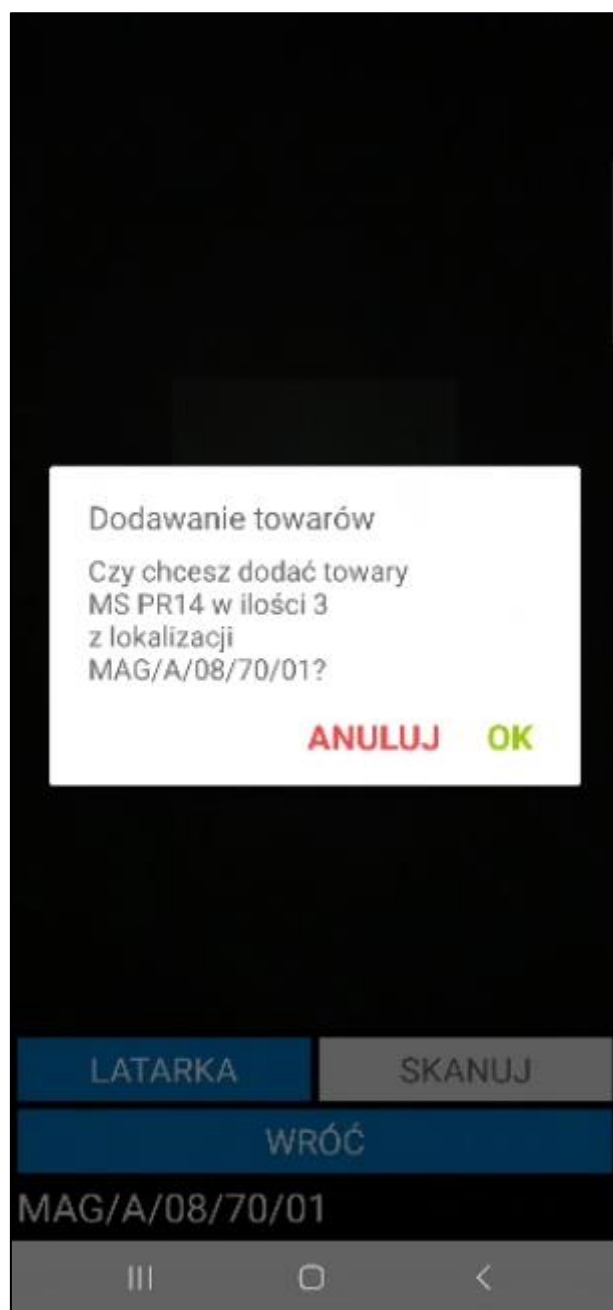 Dodawanie towarów
Czy chcesz dodać towary
MS PR14 w ilości 3
z lokalizacji
MAG/A/08/70/01?
ANULUJ OK
LATARKA SKANUJ
WRÓĆ
MAG/A/08/70/01